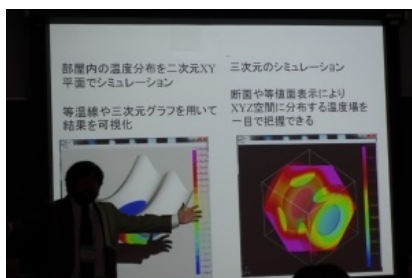 部屋内の温度分布を二次元XY
平面でシミュレーション
等温線や三次元グラフを用いて
結果を可視化
三次元のシミュレーション
断面や等値面表示により
XYZ空間に分布する温度場を
一目で把握できる